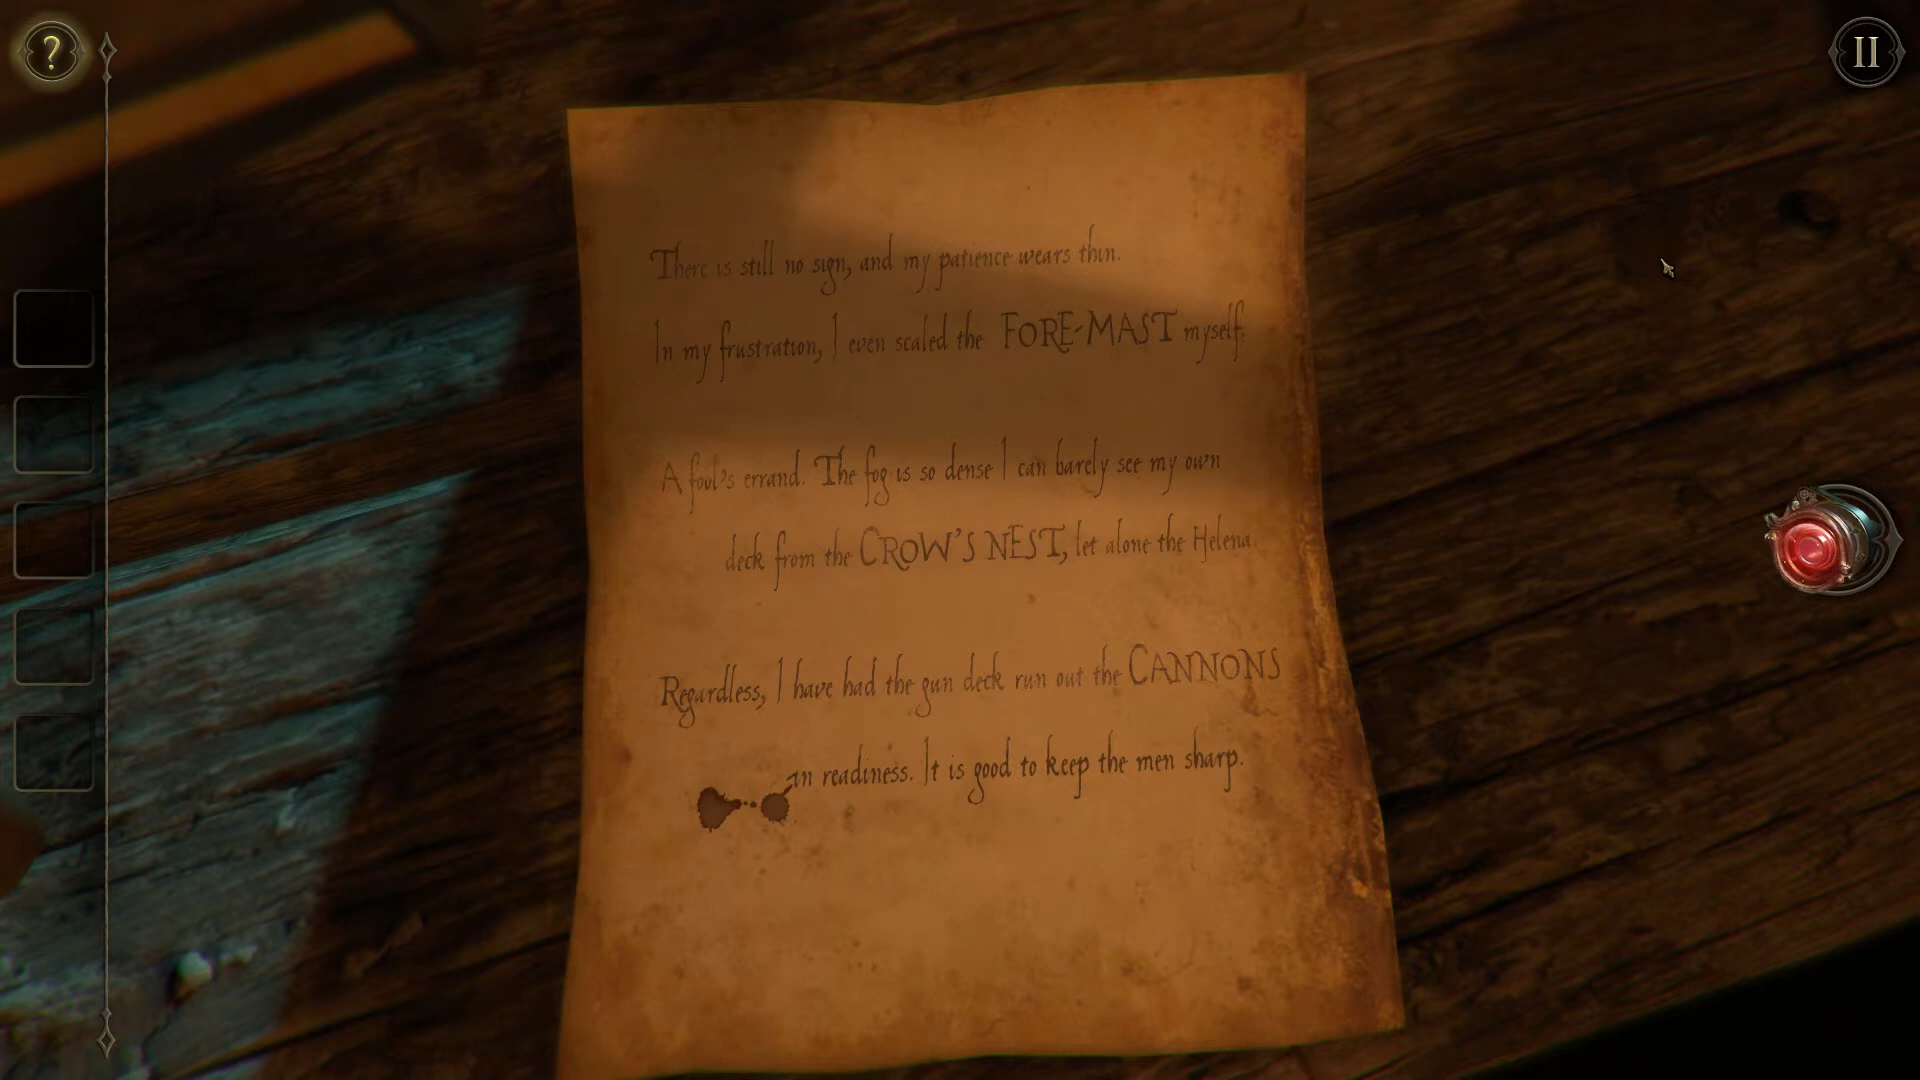 There is still no sign, and my patience wears thin.
In my frustration, I even scaled the FORE-MAST myself.
A fool's errand. The fog is so dense I can barely see my own
deck from the CROW'S NEST, let alone the Helena.
Regardless, I have had the gun deck run out the CANNONS
in readiness. It is good to keep the men sharp.